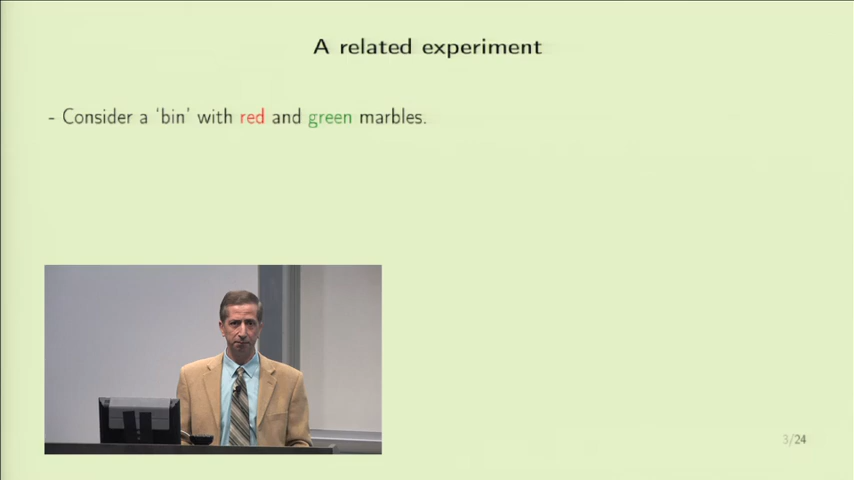 A related experiment
- Consider a 'bin' with red and green marbles.
3/24